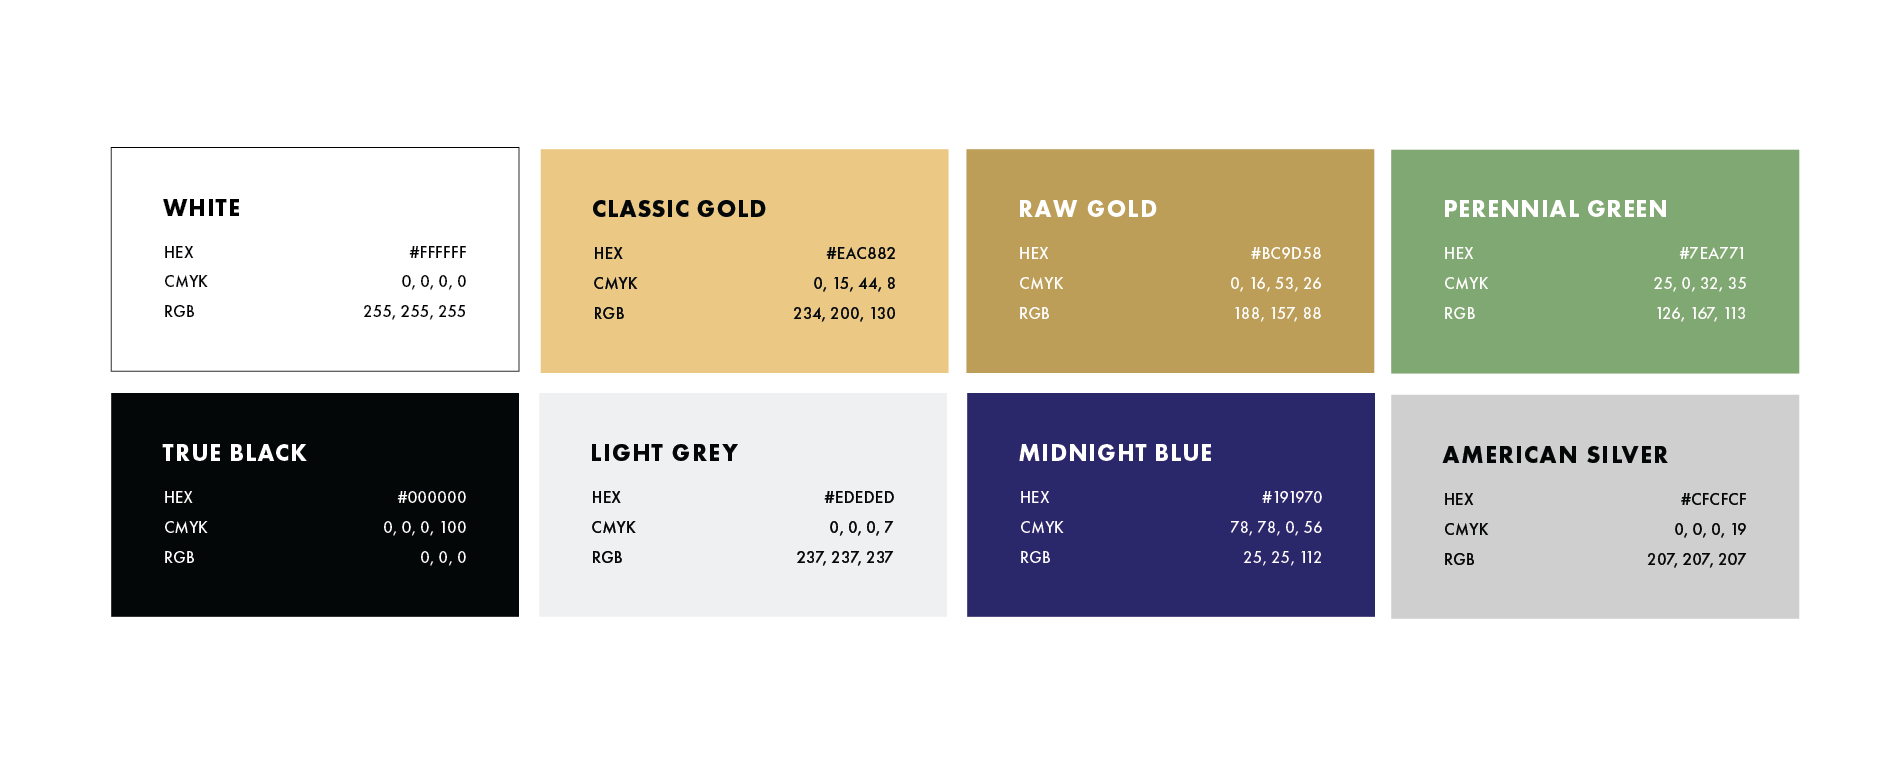 WHITE
HEX #FFFFFF
CMYK 0, 0, 0, 0
RGB 255, 255, 255
CLASSIC GOLD
HEX #EAC882
CMYK 0, 15, 44, 8
RGB 234, 200, 130
RAW GOLD
HEX #BC9D58
CMYK 0, 16, 53, 26
RGB 188, 157, 88
PERENNIAL GREEN
HEX #7EA771
CMYK 25, 0, 32, 35
RGB 126, 167, 113
TRUE BLACK
HEX #000000
CMYK 0, 0, 0, 100
RGB 0, 0, 0
LIGHT GREY
HEX #EDEDED
CMYK 0, 0, 0, 7
RGB 237, 237, 237
MIDNIGHT BLUE
HEX #191970
CMYK 78, 78, 0, 56
RGB 25, 25, 112
AMERICAN SILVER
HEX #CFCFCF
CMYK 0, 0, 0, 19
RGB 207, 207, 207